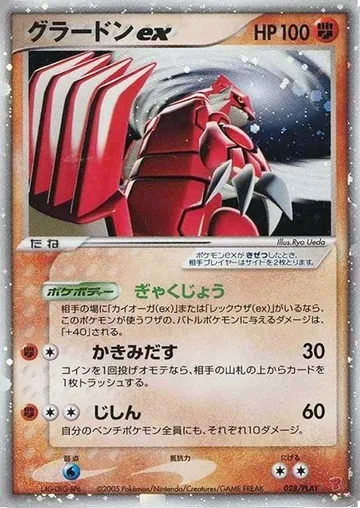 グラードンex HP100
Illus.Ryo Ueda
たね
ポケモンexがきぜつしたとき、
相手プレイヤーはサイドを2枚とります。
ポケボディー ぎゃくじょう
相手の場に「カイオーガ(ex)」または「レックウザ(ex)」がいるなら、
このポケモンが使うワザの、バトルポケモンに与えるダメージは、
「+40」される。
かきみだす 30
コインを1回投げオモテなら、相手の山札の上からカードを
1枚トラッシュする。
じしん 60
自分のベンチポケモン全員にも、それぞれ10ダメージ。
弱点 抵抗力 にげる
©2005 Pokémon/Nintendo/Creatures/GAME FREAK 028/PLAY